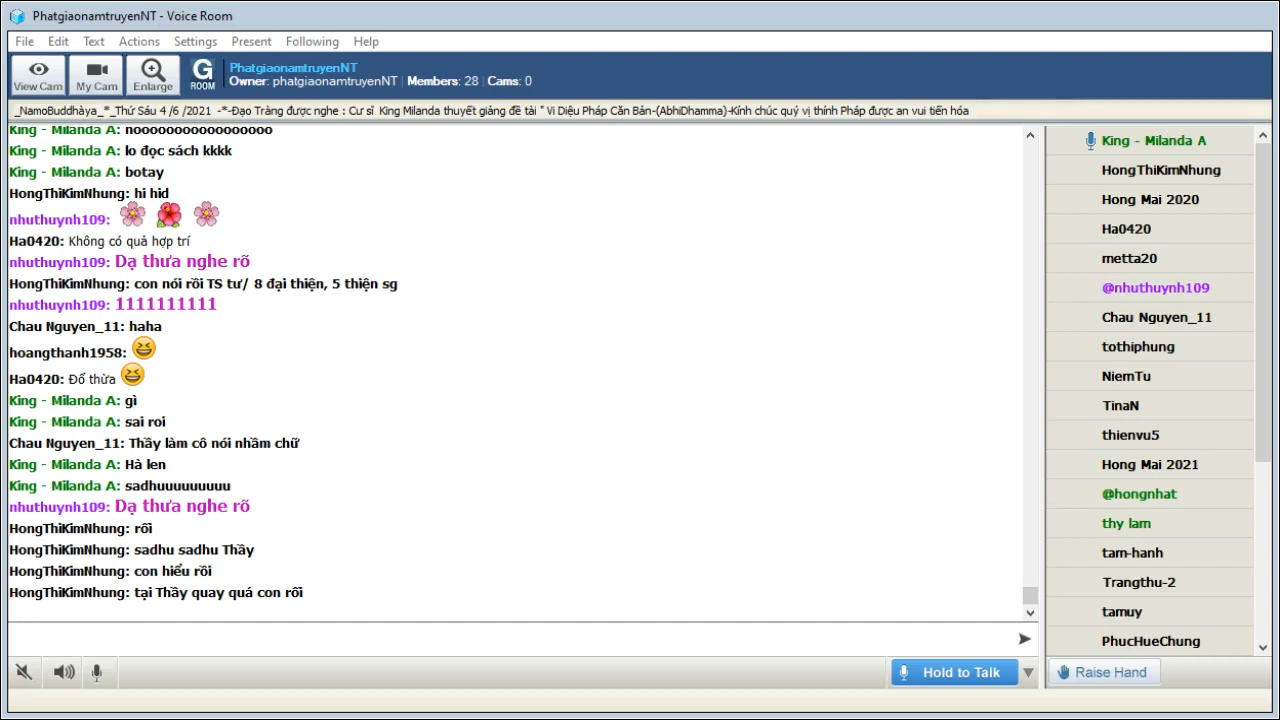 PhatgiaonamtruyenNT - Voice Room
File Edit Text Actions Settings Present Following Help
View Cam
My Cam
Enlarge
G ROOM
PhatgiaonamtruyenNT
Owner: phatgiaonamtruyenNT Members: 28 Cams: 0
_NamoBuddhàya_*_Thứ Sáu 4 /6 /2021 -*-Đạo Tràng được nghe : Cư sĩ King Milanda thuyết giảng đề tài " Vi Diệu Pháp Căn Bản-(AbhiDhamma)-Kính chúc quý vị thính Pháp được an vui tiến hóa
King - Milanda A: noooooooooooooooo
King - Milanda A: lo đọc sách kkkk
King - Milanda A: botay
HongThiKimNhung: hi hid
nhuthuynh109:
Ha0420: Không có quả hợp trí
nhuthuynh109: Dạ thưa nghe rõ
HongThiKimNhung: con nói rồi TS tư/ 8 đại thiện, 5 thiện sg
nhuthuynh109: 1111111111
Chau Nguyen_11: haha
hoangthanh1958:
Ha0420: Đổ thừa
King - Milanda A: gì
King - Milanda A: sai roi
Chau Nguyen_11: Thầy làm cô nói nhầm chữ
King - Milanda A: Hà len
King - Milanda A: sadhuuuuuuuuu
nhuthuynh109: Dạ thưa nghe rõ
HongThiKimNhung: rối
HongThiKimNhung: sadhu sadhu Thầy
HongThiKimNhung: con hiểu rồi
HongThiKimNhung: tại Thầy quay quá con rối
King - Milanda A
HongThiKimNhung
Hong Mai 2020
Ha0420
metta20
@nhuthuynh109
Chau Nguyen_11
tothiphung
NiemTu
TinaN
thienvu5
Hong Mai 2021
@hongnhat
thy lam
tam-hanh
Trangthu-2
tamuy
PhucHueChung
Hold to Talk
Raise Hand